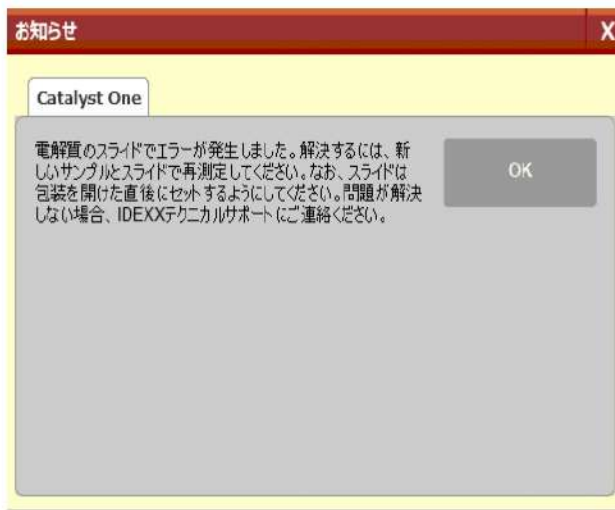 お知らせ X
Catalyst One
電解質のスライドでエラーが発生しました。解決するには、新
しいサンプルとスライドで再測定してください。なお、スライドは
包装を開けた直後にセットするようにしてください。問題が解決
しない場合、IDEXXテクニカルサポートにご連絡ください。
OK